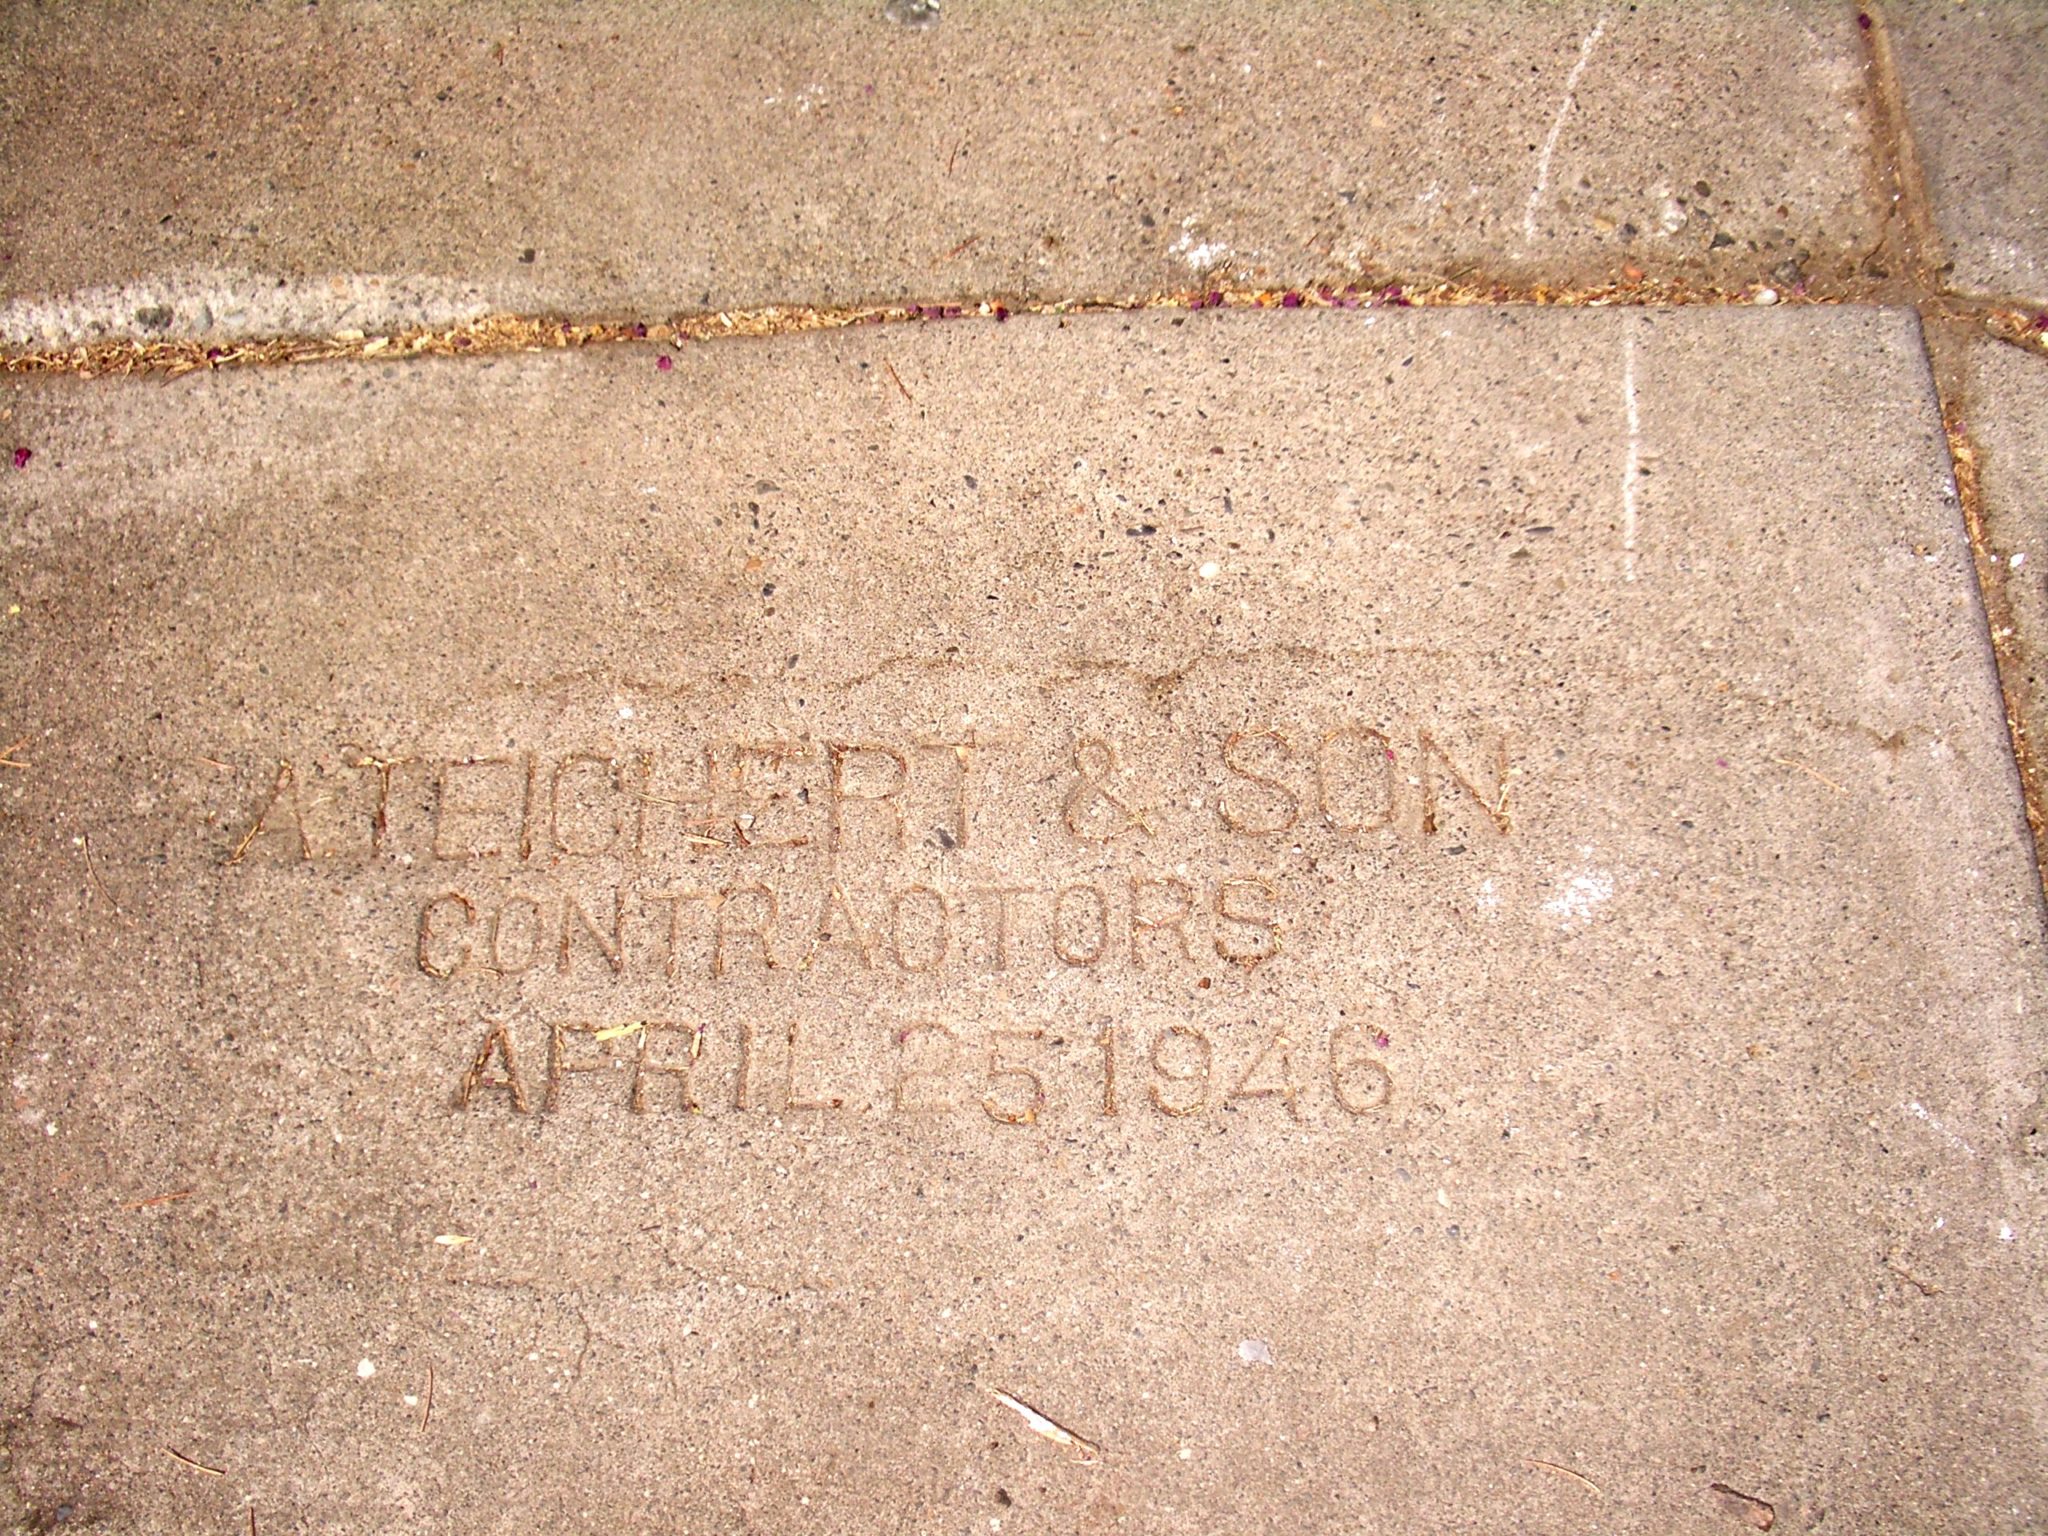 A. TEICHERT & SON
CONTRACTORS
APRIL 25 1946